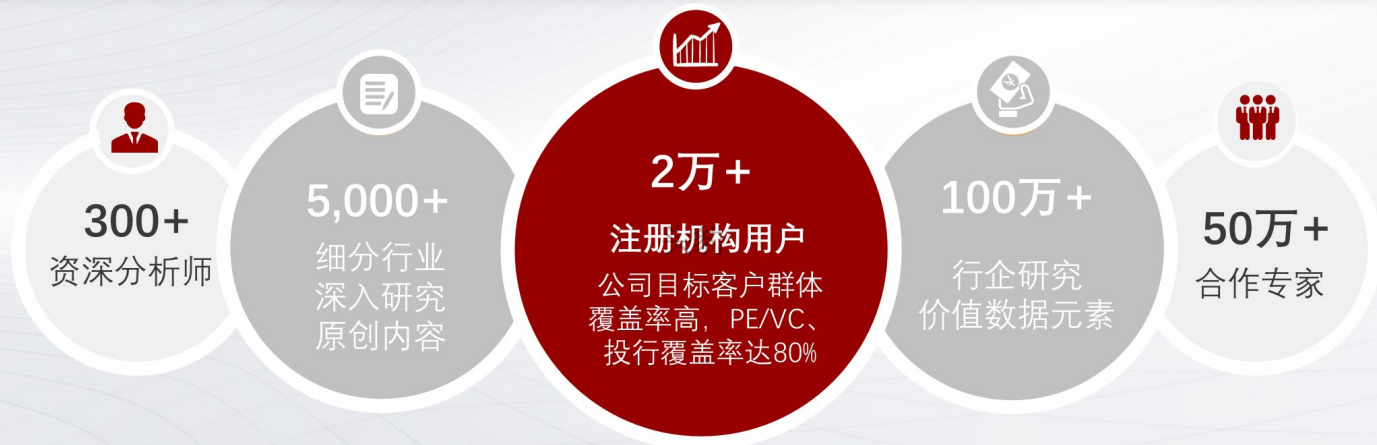 300+
资深分析师
5,000+
细分行业
深入研究
原创内容
2万+
注册机构用户
公司目标客户群体
覆盖率高，PE/VC、
投行覆盖率达80%
100万+
行企研究
价值数据元素
50万+
合作专家